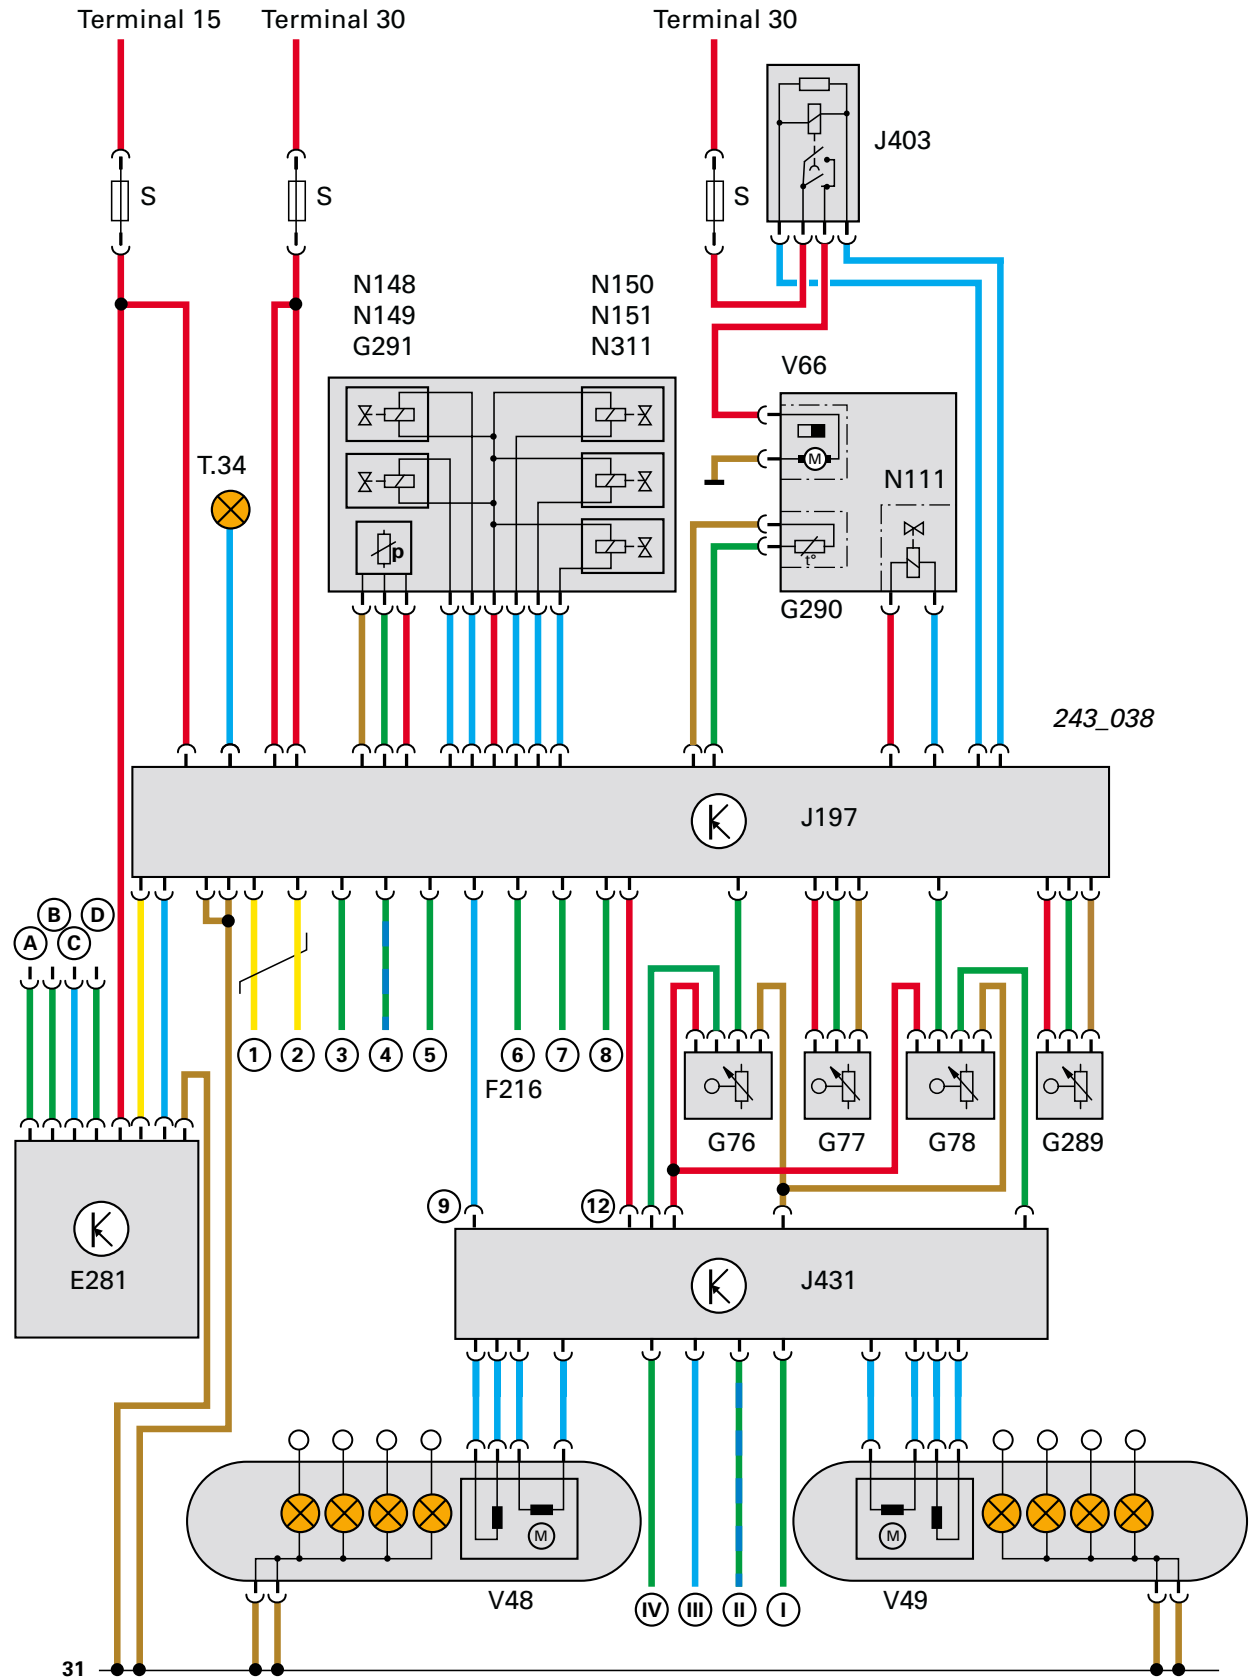 Terminal 15 Terminal 30 Terminal 30
J403
S S S
N148 N150
N149 N151
G291 N311
V66
T.34
M
N111
p
t°
G290
243_038
J197
B D
A C
1 2 3 4 5 6 7 8
F216
G76 G77 G78 G289
9 12
E281
J431
M M
V48 V49
IV III II I
31